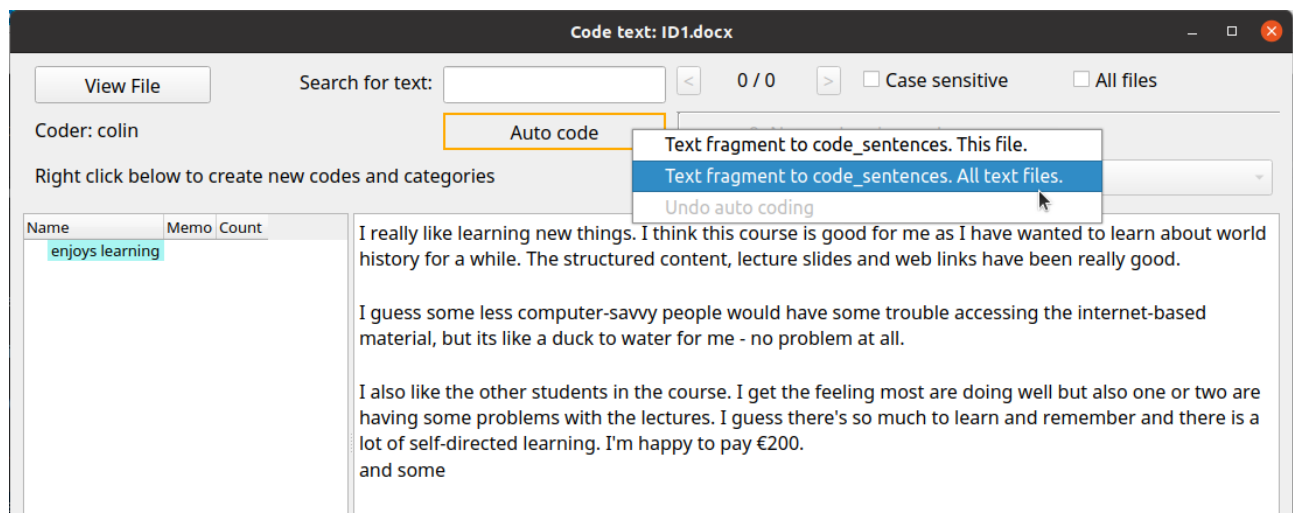 Code text: ID1.docx
View File
Search for text:
<
0 / 0
>
Case sensitive
All files
Coder: colin
Auto code
Text fragment to code_sentences. This file.
Right click below to create new codes and categories
Text fragment to code_sentences. All text files.
Undo auto coding
Name
Memo
Count
enjoys learning
I really like learning new things. I think this course is good for me as I have wanted to learn about world
history for a while. The structured content, lecture slides and web links have been really good.
I guess some less computer-savvy people would have some trouble accessing the internet-based
material, but its like a duck to water for me - no problem at all.
I also like the other students in the course. I get the feeling most are doing well but also one or two are
having some problems with the lectures. I guess there's so much to learn and remember and there is a
lot of self-directed learning. I'm happy to pay €200.
and some